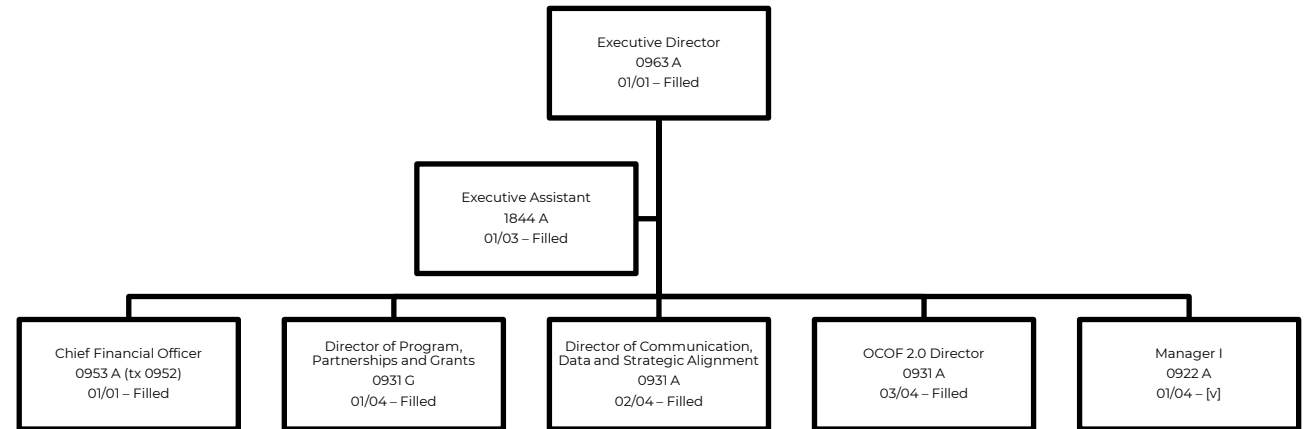 Executive Director
0963 A
01/01 – Filled
Executive Assistant
1844 A
01/03 – Filled
Chief Financial Officer
0953 A (tx 0952)
01/01 – Filled
Director of Program,
Partnerships and Grants
0931 G
01/04 – Filled
Director of Communication,
Data and Strategic Alignment
0931 A
02/04 – Filled
OCOF 2.0 Director
0931 A
03/04 – Filled
Manager I
0922 A
01/04 – [v]